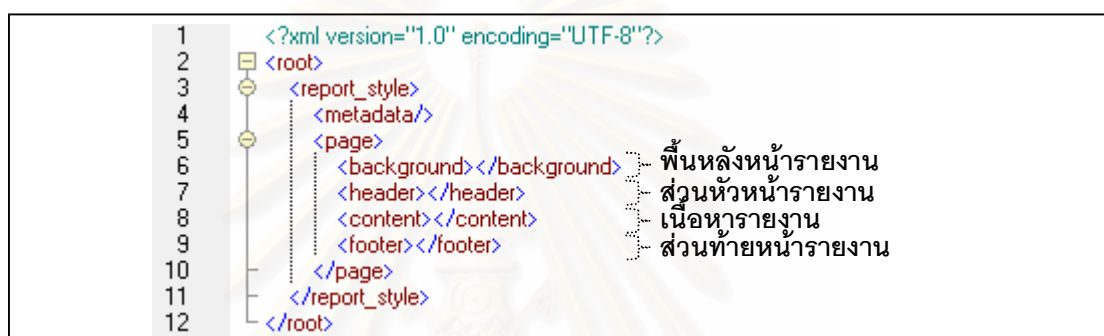 1 <?xml version="1.0" encoding="UTF-8"?>
2 <root>
3 <report_style>
4 <metadata/>
5 <page>
6 <background></background> พื้นหลังหน้ารายงาน
7 <header></header> ส่วนหัวหน้ารายงาน
8 <content></content> เนื้อหารายงาน
9 <footer></footer> ส่วนท้ายหน้ารายงาน
10 </page>
11 </report_style>
12 </root>